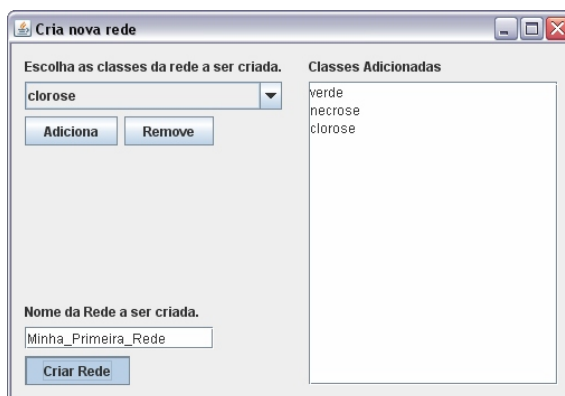 Cria nova rede
Escolha as classes da rede a ser criada.
clorose
Adiciona
Remove
Classes Adicionadas
verde
necrose
clorose
Nome da Rede a ser criada.
Minha_Primeira_Rede
Criar Rede